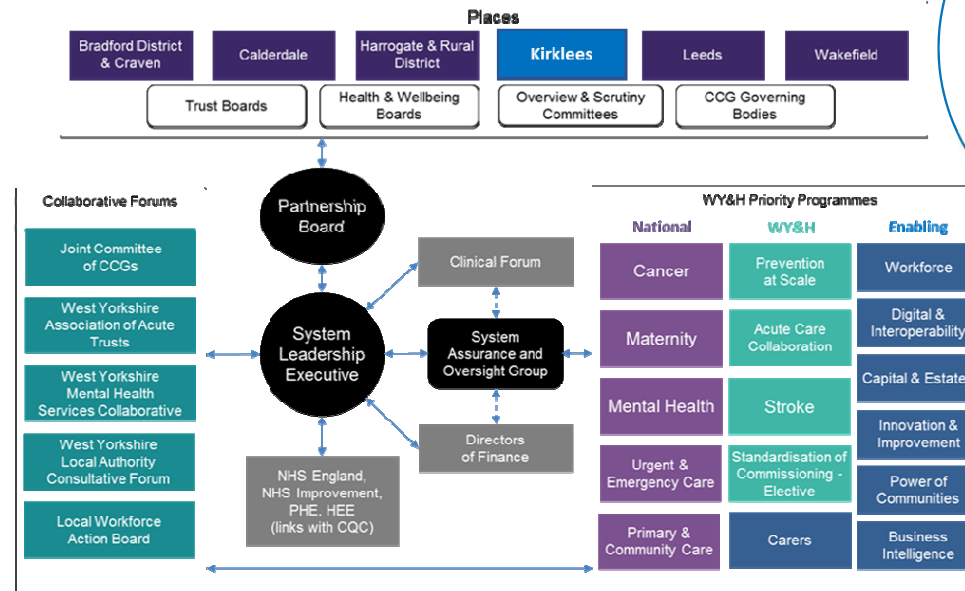 Places
Bradford District
& Craven
Calderdale
Harrogate & Rural
District
Kirklees
Leeds
Wakefield
Trust Boards
Health & Wellbeing
Boards
Overview & Scrutiny
Committees
CCG Governing
Bodies
Partnership
Board
Collaborative Forums
Joint Committee
of CCGs
West Yorkshire
Association of Acute
Trusts
West Yorkshire
Mental Health
Services Collaborative
West Yorkshire
Local Authority
Consultative Forum
Local Workforce
Action Board
System
Leadership
Executive
Clinical Forum
System
Assurance and
Oversight Group
Directors
of Finance
NHS England,
NHS Improvement,
PHE, HEE
(links with CQC)
WY&H Priority Programmes
National
Cancer
Maternity
Mental Health
Urgent &
Emergency Care
Primary &
Community Care
WY&H
Prevention
at Scale
Acute Care
Collaboration
Stroke
Standardisation of
Commissioning -
Elective
Carers
Enabling
Workforce
Digital &
Interoperability
Capital & Estate
Innovation &
Improvement
Power of
Communities
Business
Intelligence